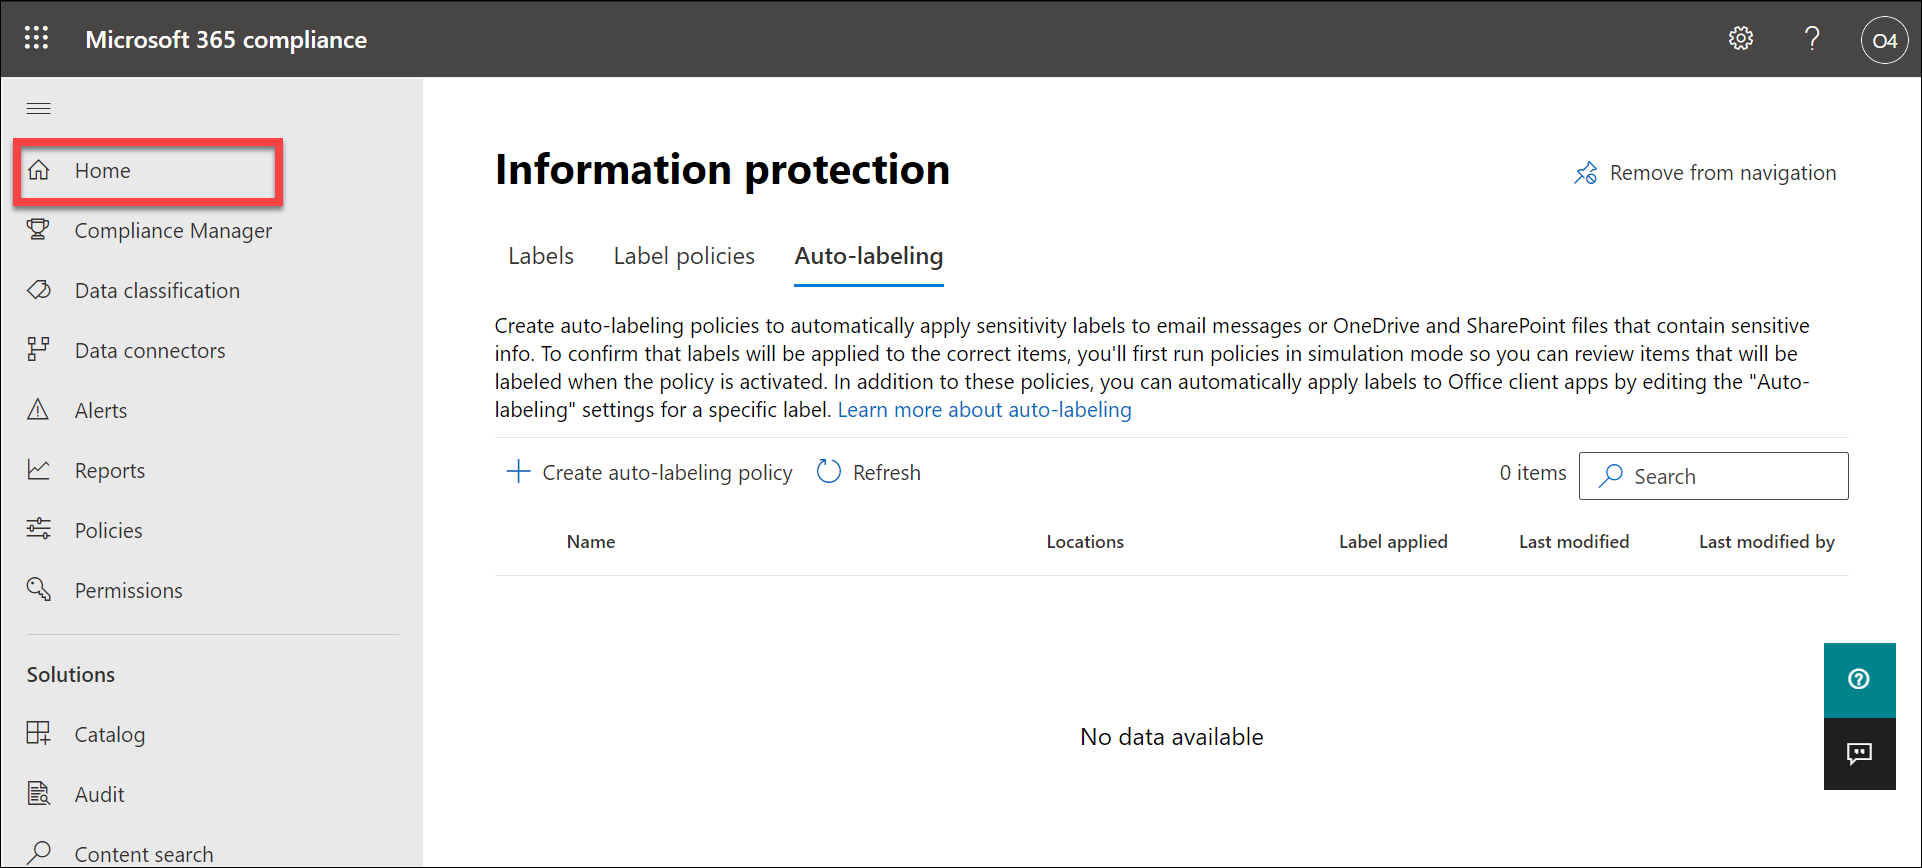 Microsoft 365 compliance
O4
Home
Compliance Manager
Data classification
Data connectors
Alerts
Reports
Policies
Permissions
Solutions
Catalog
Audit
Content search
Information protection
Remove from navigation
Labels Label policies Auto-labeling
Create auto-labeling policies to automatically apply sensitivity labels to email messages or OneDrive and SharePoint files that contain sensitive
info. To confirm that labels will be applied to the correct items, you'll first run policies in simulation mode so you can review items that will be
labeled when the policy is activated. In addition to these policies, you can automatically apply labels to Office client apps by editing the "Auto-
labeling" settings for a specific label. Learn more about auto-labeling
Create auto-labeling policy Refresh 0 items Search
Name Locations Label applied Last modified Last modified by
No data available